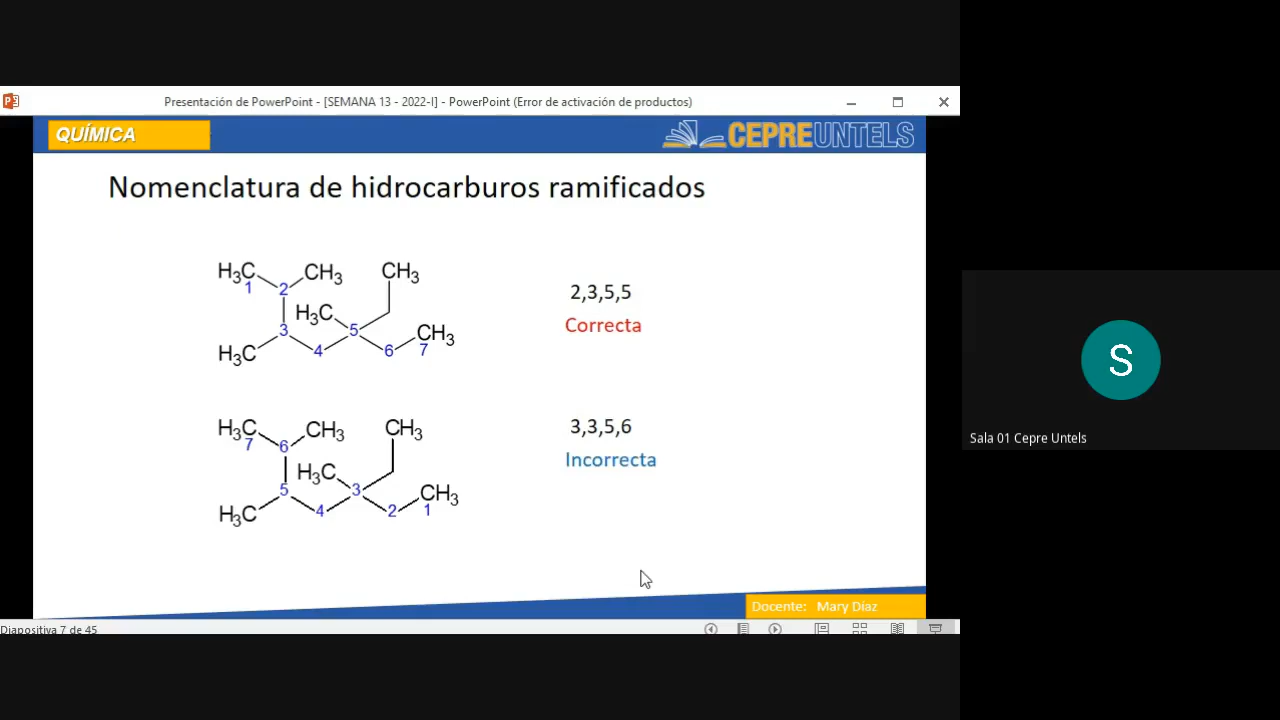 Presentación de PowerPoint - [SEMANA 13 - 2022-I] - PowerPoint (Error de activación de productos)
QUÍMICA
CEPREUNTELS
Nomenclatura de hidrocarburos ramificados
H₃C CH₃ CH₃
1 2
H₃C
3 5 CH₃
H₃C 4 6 7
2,3,5,5
Correcta
H₃C CH₃ CH₃
7 6
H₃C
5 3 CH₃
H₃C 4 2 1
3,3,5,6
Incorrecta
Docente: Mary Díaz
Diapositiva 7 de 45
S
Sala 01 Cepre Untels